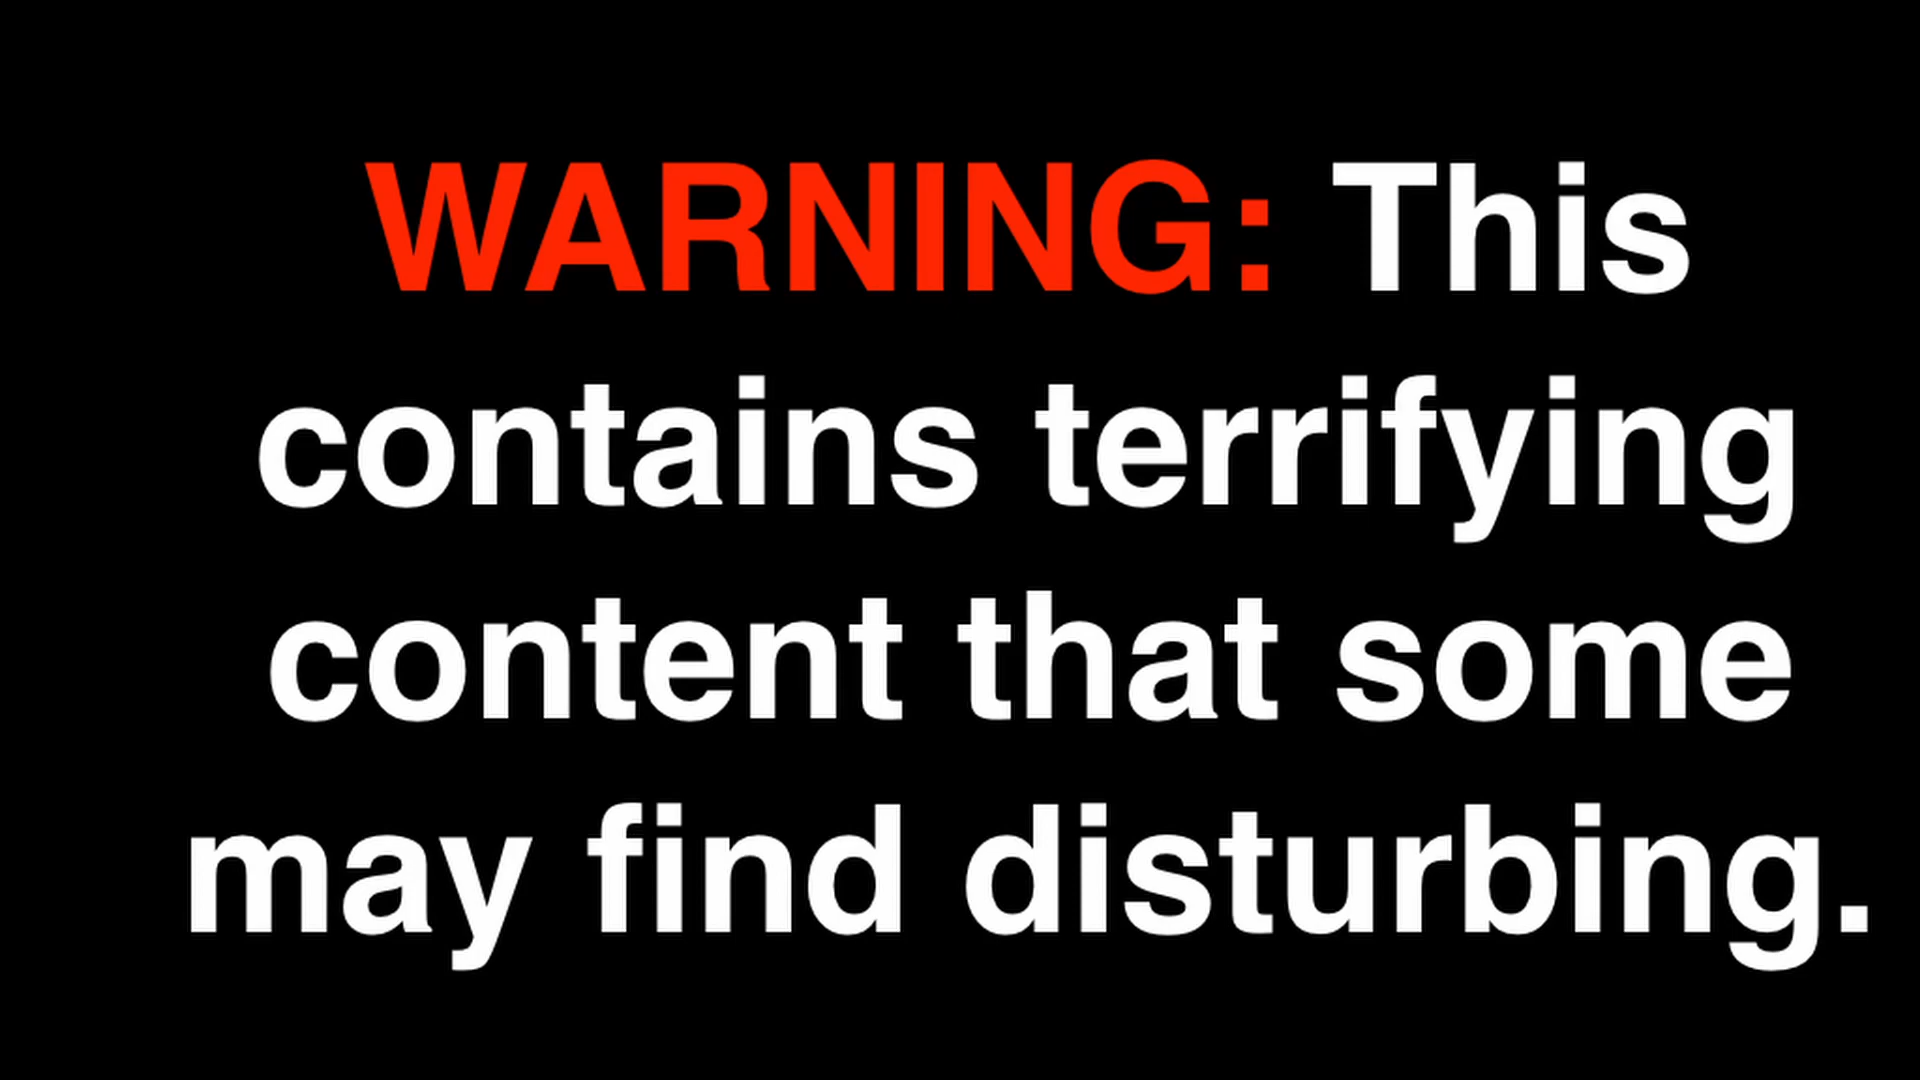 WARNING: This
contains terrifying
content that some
may find disturbing.